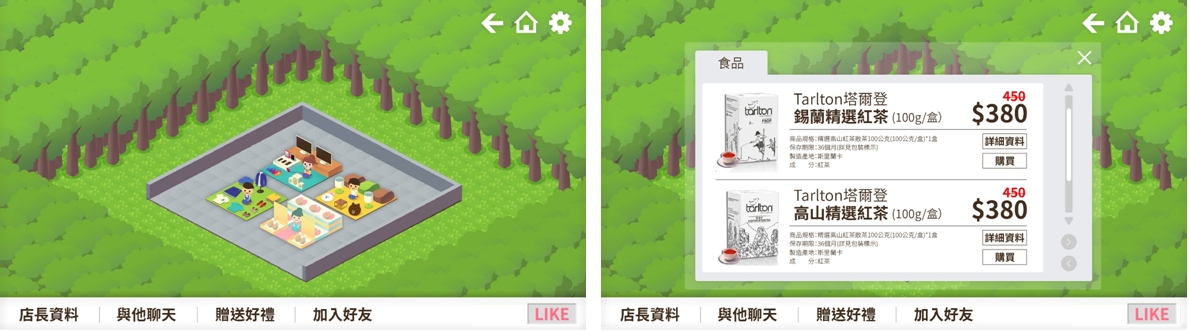 店長資料
與他聊天
贈送好禮
加入好友
LIKE
食品
tarlton
Tarlton塔爾登
錫蘭精選紅茶 (100g/盒)
商品規格:精選高山紅茶散茶100公克(100公克/盒)*1盒
保存期限:36個月(詳見包裝標示)
製造產地:斯里蘭卡
成 分:紅茶
450
$380
詳細資料
購買
tarlton
Tarlton塔爾登
高山精選紅茶 (100g/盒)
商品規格:精選高山紅茶散茶100公克(100公克/盒)*1盒
保存期限:36個月(詳見包裝標示)
製造產地:斯里蘭卡
成 分:紅茶
450
$380
詳細資料
購買
店長資料
與他聊天
贈送好禮
加入好友
LIKE